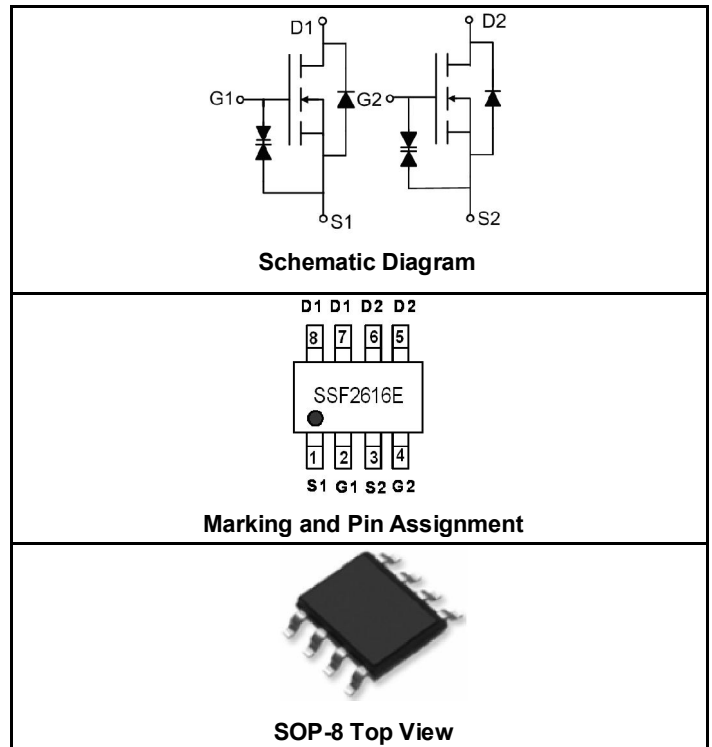 D1 D2
G1 G2
S1 S2
Schematic Diagram
D1 D1 D2 D2
8 7 6 5
SSF2616E
1 2 3 4
S1 G1 S2 G2
Marking and Pin Assignment
SOP-8 Top View